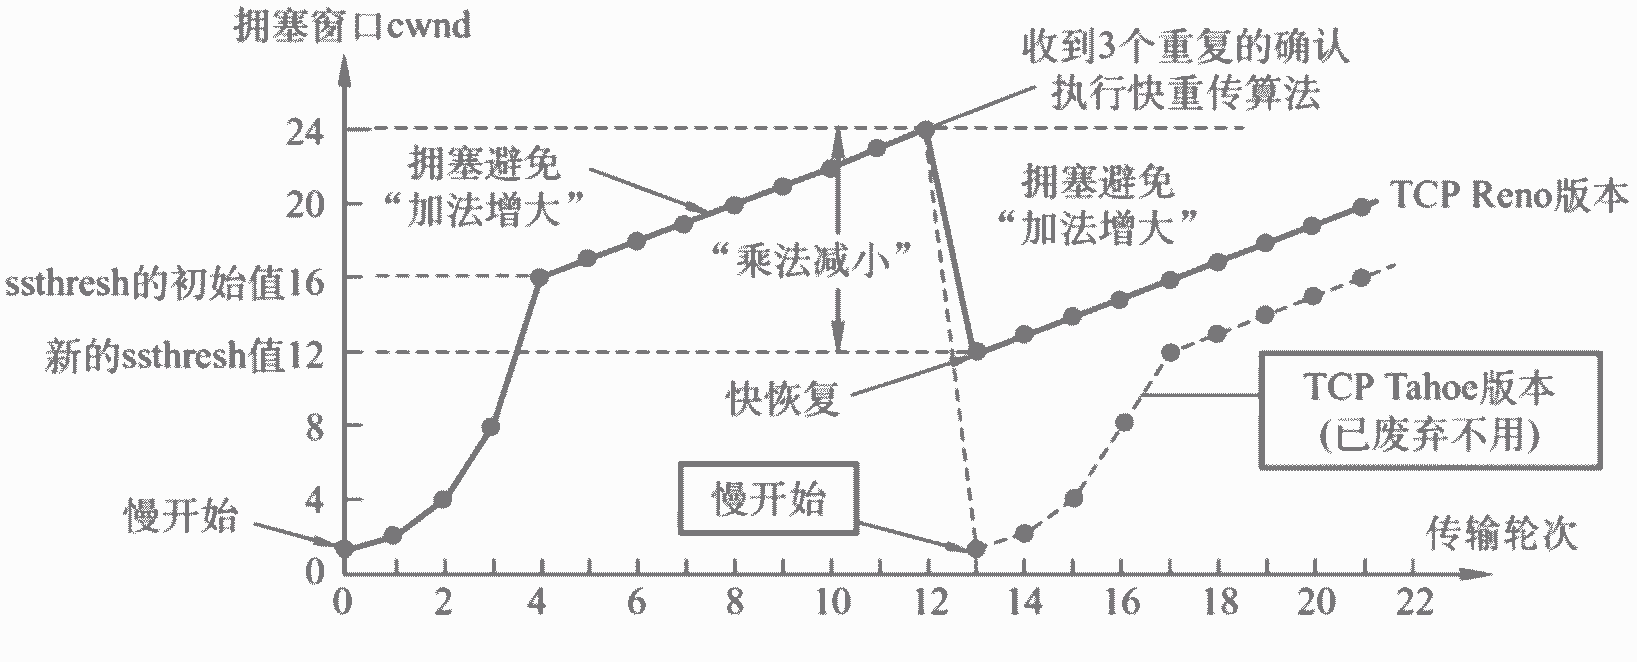 拥塞窗口cwnd
收到3个重复的确认
执行快重传算法
24
拥塞避免
“加法增大”
拥塞避免
“加法增大”
20
TCP Reno版本
“乘法减小”
ssthresh的初始值16
新的ssthresh值12
快恢复
TCP Tahoe版本
(已废弃不用)
8
4
慢开始
慢开始
传输轮次
0
0 2 4 6 8 10 12 14 16 18 20 22